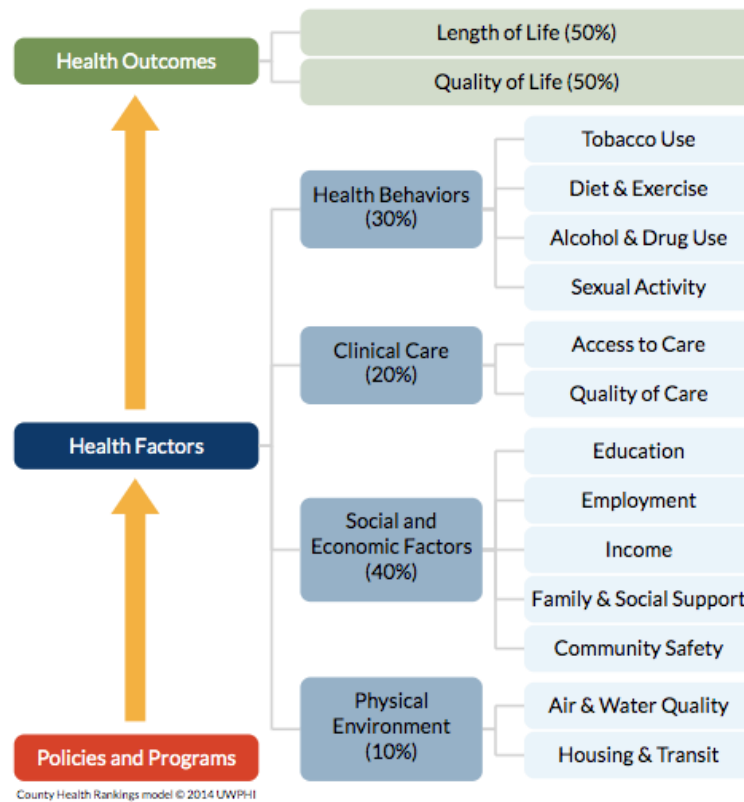 Health Outcomes
Length of Life (50%)
Quality of Life (50%)
Health Behaviors
(30%)
Tobacco Use
Diet & Exercise
Alcohol & Drug Use
Sexual Activity
Clinical Care
(20%)
Access to Care
Quality of Care
Health Factors
Social and
Economic Factors
(40%)
Education
Employment
Income
Family & Social Support
Community Safety
Physical
Environment
(10%)
Air & Water Quality
Housing & Transit
Policies and Programs
County Health Rankings model © 2014 UWPHI